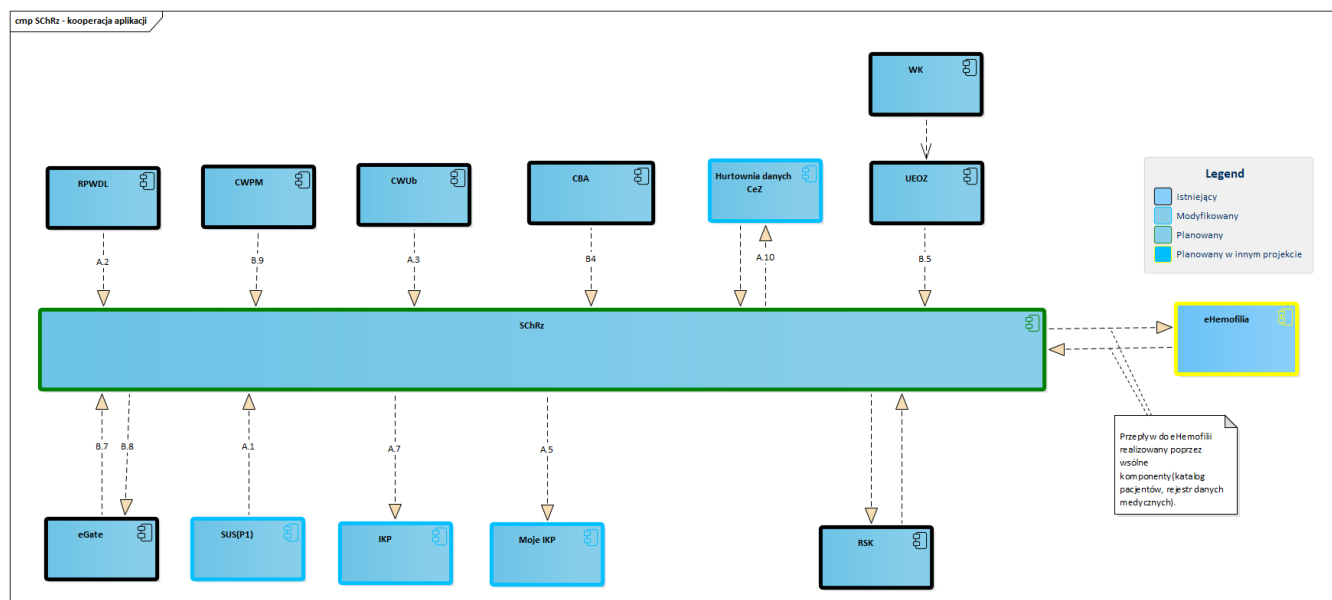 cmp SChRz - kooperacja aplikacji
WK
RPWDL
CWPM
CWUb
CBA
Hurtownia danych
CeZ
UEOZ
Legend
Istniejący
Modyfikowany
Planowany
Planowany w innym projekcie
A.2
B.9
A.3
B4
A.10
B.5
SChRz
eHemofilia
B.7
B.8
A.1
A.7
A.5
Przepływ do eHemofilii
realizowany poprzez
wsólne
komponenty(katalog
pacjentów, rejestr danych
medycznych).
eGate
SUS(P1)
IKP
Moje IKP
RSK